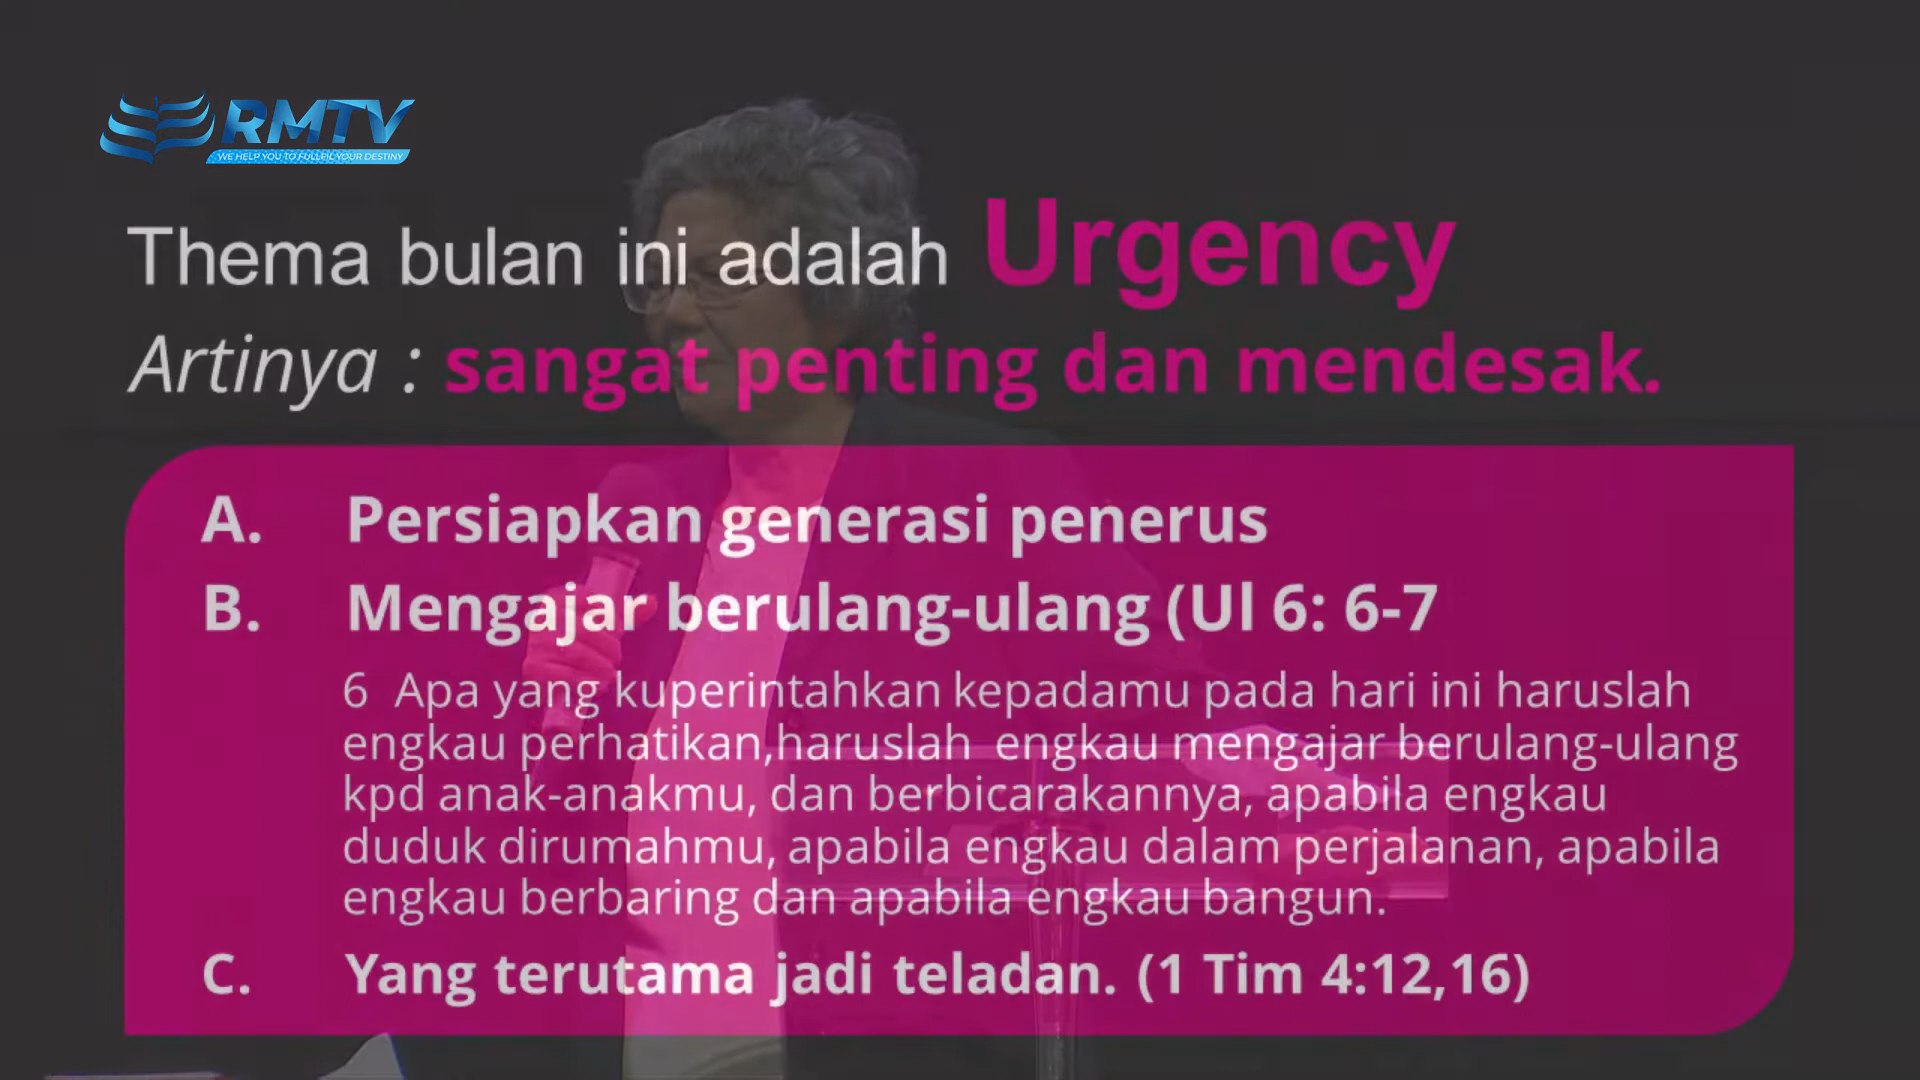 RMTV
WE HELP YOU TO FULLFIL YOUR DESTINY
Thema bulan ini adalah Urgency
Artinya : sangat penting dan mendesak.
A. Persiapkan generasi penerus
B. Mengajar berulang-ulang (Ul 6: 6-7
6 Apa yang kuperintahkan kepadamu pada hari ini haruslah
engkau perhatikan,haruslah engkau mengajar berulang-ulang
kpd anak-anakmu, dan berbicarakannya, apabila engkau
duduk dirumahmu, apabila engkau dalam perjalanan, apabila
engkau berbaring dan apabila engkau bangun.
C. Yang terutama jadi teladan. (1 Tim 4:12,16)